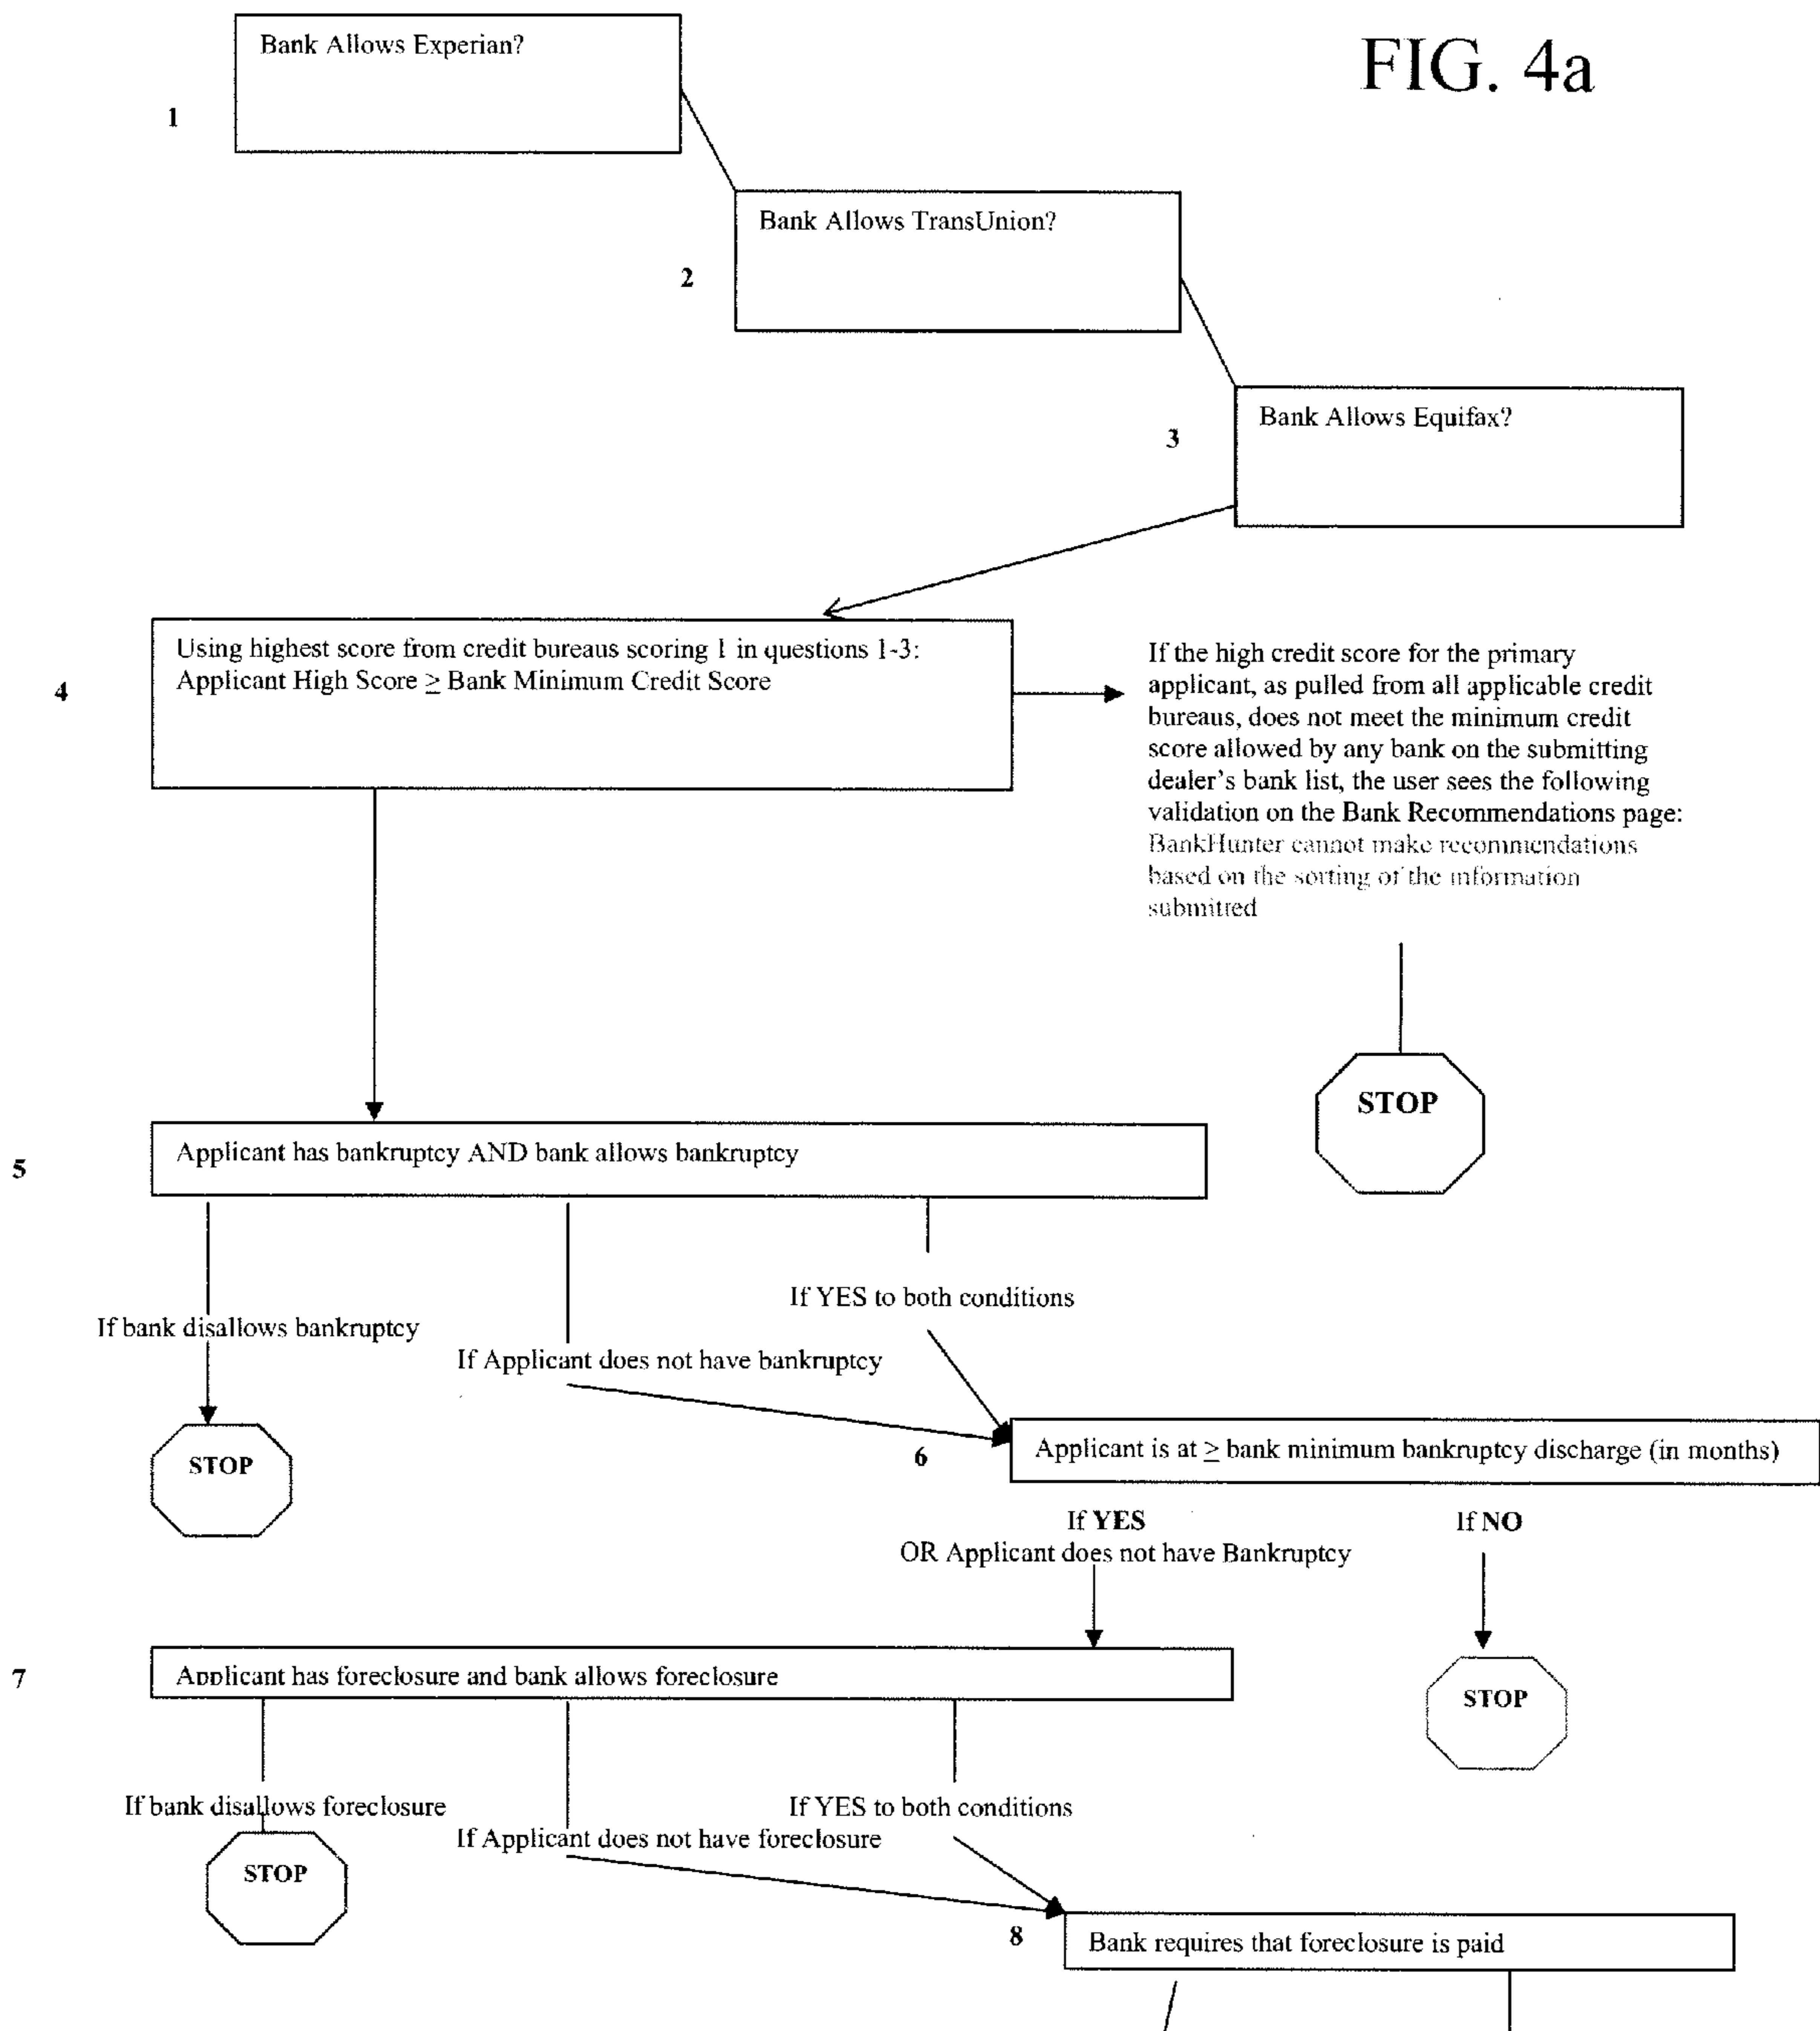 FIG. 4a
Bank Allows Experian?
1
Bank Allows TransUnion?
2
Bank Allows Equifax?
3
Using highest score from credit bureaus scoring 1 in questions 1-3:
Applicant High Score ≥ Bank Minimum Credit Score
4
If the high credit score for the primary
applicant, as pulled from all applicable credit
bureaus, does not meet the minimum credit
score allowed by any bank on the submitting
dealer's bank list, the user sees the following
validation on the Bank Recommendations page:
BankHunter cannot make recommendations
based on the sorting of the information
submitted
STOP
5
Applicant has bankruptcy AND bank allows bankruptcy
If YES to both conditions
If bank disallows bankruptcy
If Applicant does not have bankruptcy
STOP
6
Applicant is at ≥ bank minimum bankruptcy discharge (in months)
If YES
OR Applicant does not have Bankruptcy
If NO
STOP
7
Applicant has foreclosure and bank allows foreclosure
If bank disallows foreclosure
If YES to both conditions
If Applicant does not have foreclosure
STOP
8
Bank requires that foreclosure is paid